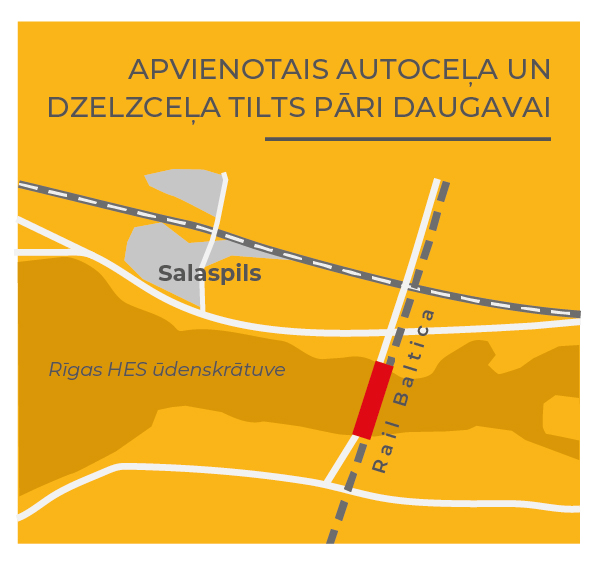 APVIENOTAIS AUTOCEĻA UN
DZELZCEĻA TILTS PĀRI DAUGAVAI
Salaspils
Rīgas HES ūdenskrātuve
Rail Baltica